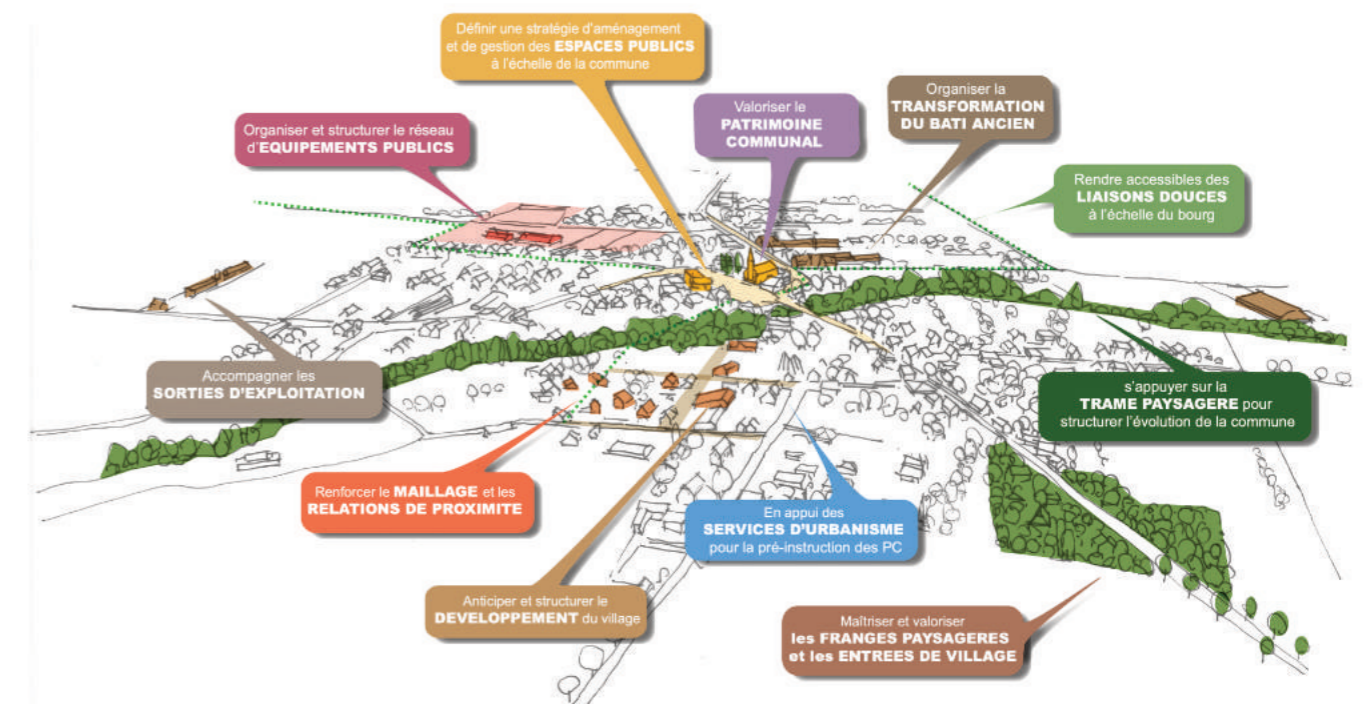 Définir une stratégie d'aménagement
et de gestion des ESPACES PUBLICS
à l'échelle de la commune
Organiser et structurer le réseau
d'EQUIPEMENTS PUBLICS
Valoriser le
PATRIMOINE
COMMUNAL
Organiser la
TRANSFORMATION
DU BATI ANCIEN
Rendre accessibles des
LIAISONS DOUCES
à l'échelle du bourg
Accompagner les
SORTIES D'EXPLOITATION
s'appuyer sur la
TRAME PAYSAGERE pour
structurer l'évolution de la commune
Renforcer le MAILLAGE et les
RELATIONS DE PROXIMITE
En appui des
SERVICES D'URBANISME
pour la pré-instruction des PC
Anticiper et structurer le
DEVELOPPEMENT du village
Maîtriser et valoriser
les FRANGES PAYSAGERES
et les ENTREES DE VILLAGE